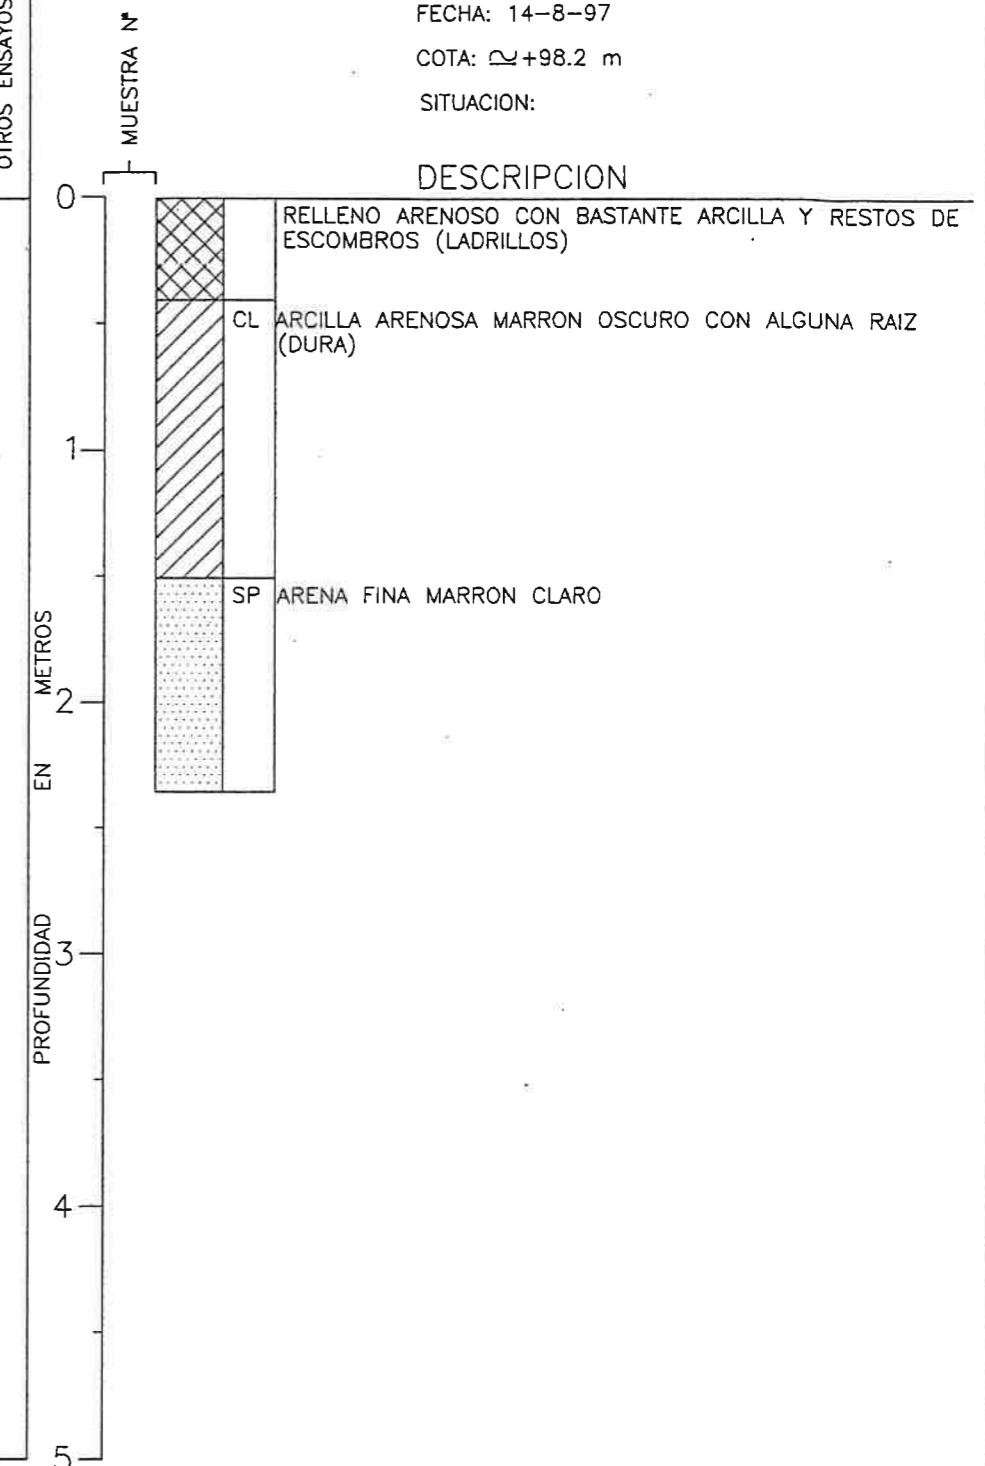 FECHA: 14-8-97
COTA: ≃+98.2 m
SITUACION:
OTROS ENSAYOS
MUESTRA Nº
DESCRIPCION
0
RELLENO ARENOSO CON BASTANTE ARCILLA Y RESTOS DE
ESCOMBROS (LADRILLOS)
CL ARCILLA ARENOSA MARRON OSCURO CON ALGUNA RAIZ
(DURA)
1
SP ARENA FINA MARRON CLARO
2
3
4
5
PROFUNDIDAD EN METROS